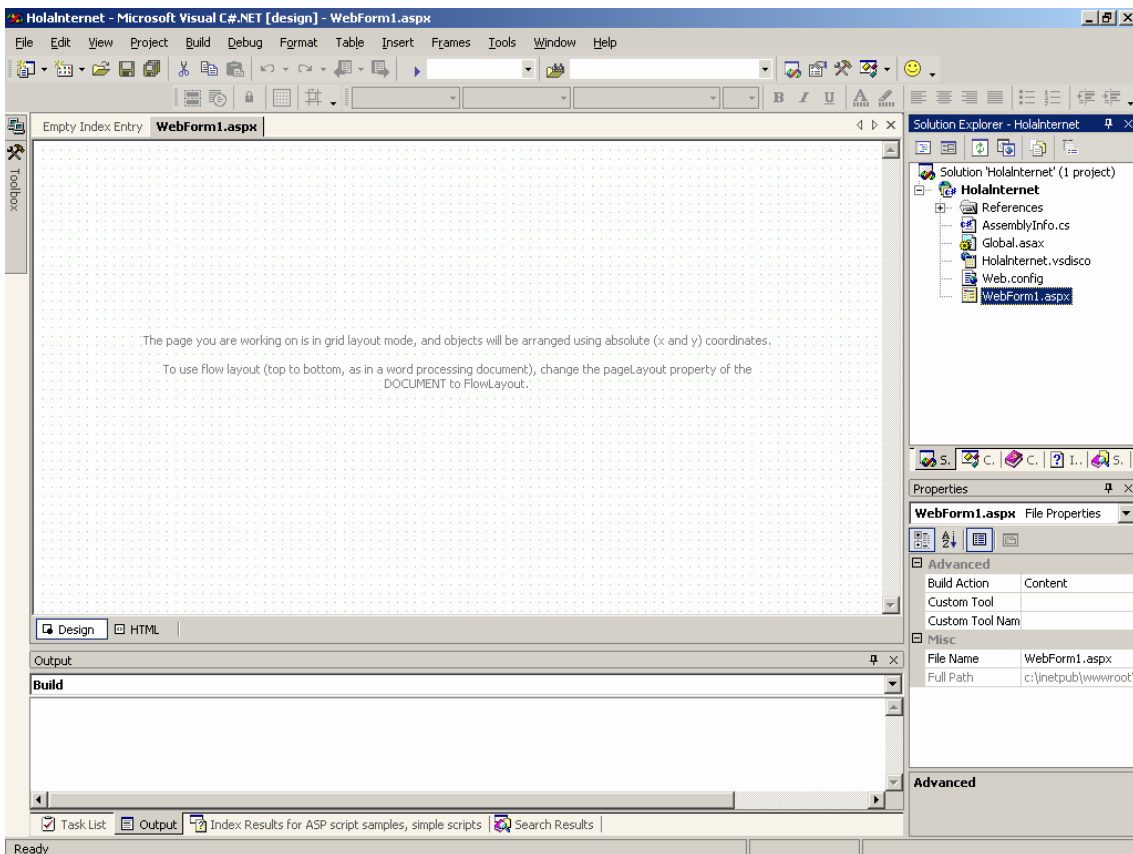 HolaInternet - Microsoft Visual C#.NET [design] - WebForm1.aspx
File Edit View Project Build Debug Format Table Insert Frames Tools Window Help
B I U A
Empty Index Entry WebForm1.aspx
Toolbox
The page you are working on is in grid layout mode, and objects will be arranged using absolute (x and y) coordinates.
To use flow layout (top to bottom, as in a word processing document), change the pageLayout property of the
DOCUMENT to FlowLayout.
Design HTML
Output
Build
Task List Output Index Results for ASP script samples, simple scripts Search Results
Ready
Solution Explorer - HolaInternet
Solution 'HolaInternet' (1 project)
HolaInternet
References
AssemblyInfo.cs
Global.asax
HolaInternet.vsdisco
Web.config
WebForm1.aspx
S. C. C. I.. S.
Properties
WebForm1.aspx File Properties
Advanced
Build Action Content
Custom Tool
Custom Tool Nam
Misc
File Name WebForm1.aspx
Full Path c:\inetpub\wwwroot\
Advanced